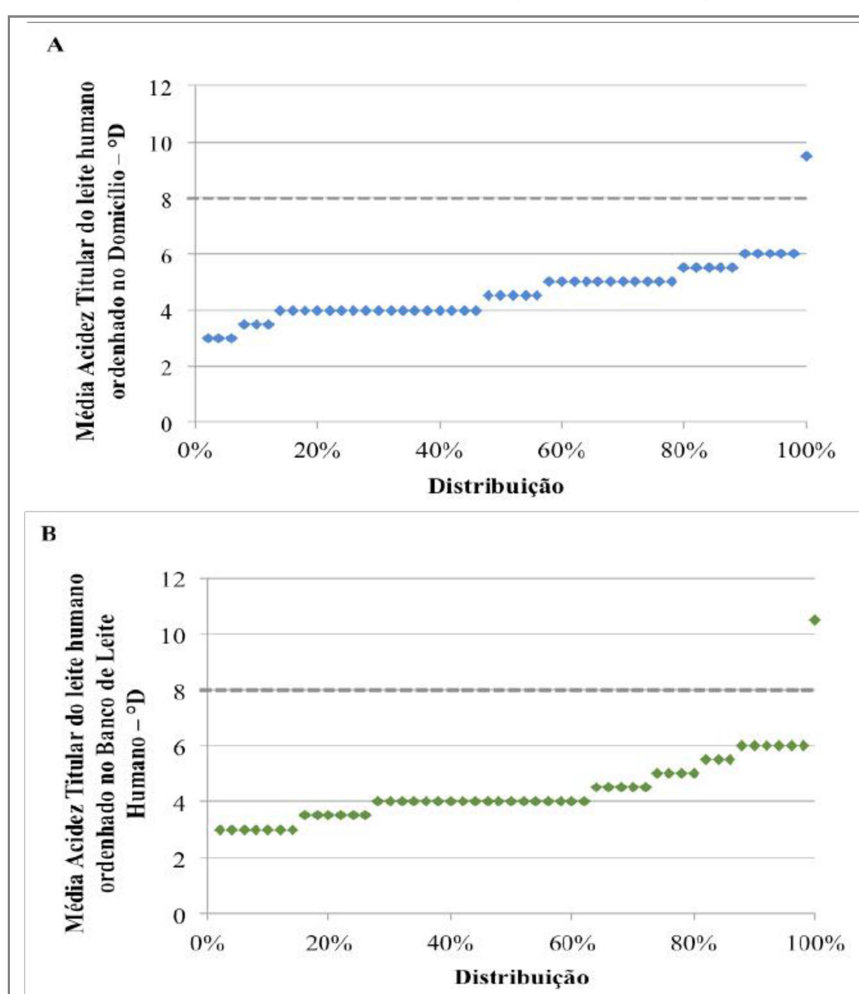 A
Média Acidez Titular do leite humano
ordenhado no Domicílio – °D
12
10
8
6
4
2
0
0% 20% 40% 60% 80% 100%
Distribuição
B
Média Acidez Titular do leite humano
ordenhado no Banco de Leite
Humano – °D
12
10
8
6
4
2
0
0% 20% 40% 60% 80% 100%
Distribuição